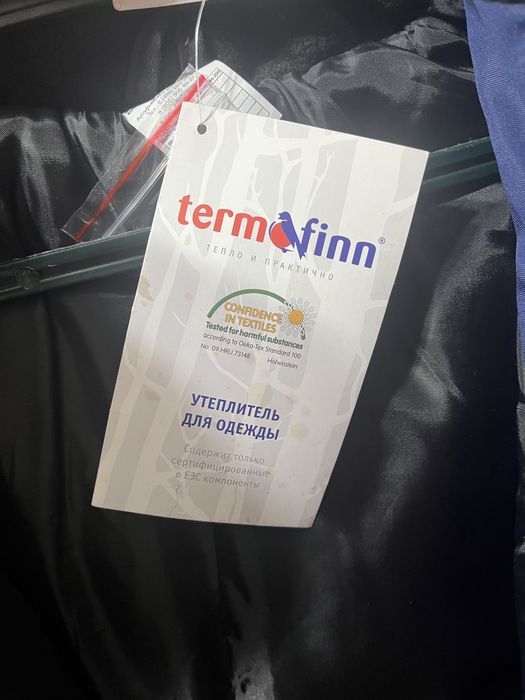 termofinn®
ТЕПЛО И ПРАКТИЧНО
CONFIDENCE
IN TEXTILES
Tested for harmful substances
according to Oeko-Tex Standard 100
No. 09.HRU.73148 Hohenstein
УТЕПЛИТЕЛЬ
ДЛЯ ОДЕЖДЫ
Содержит только
сертифицированные
в ЕЭС компоненты